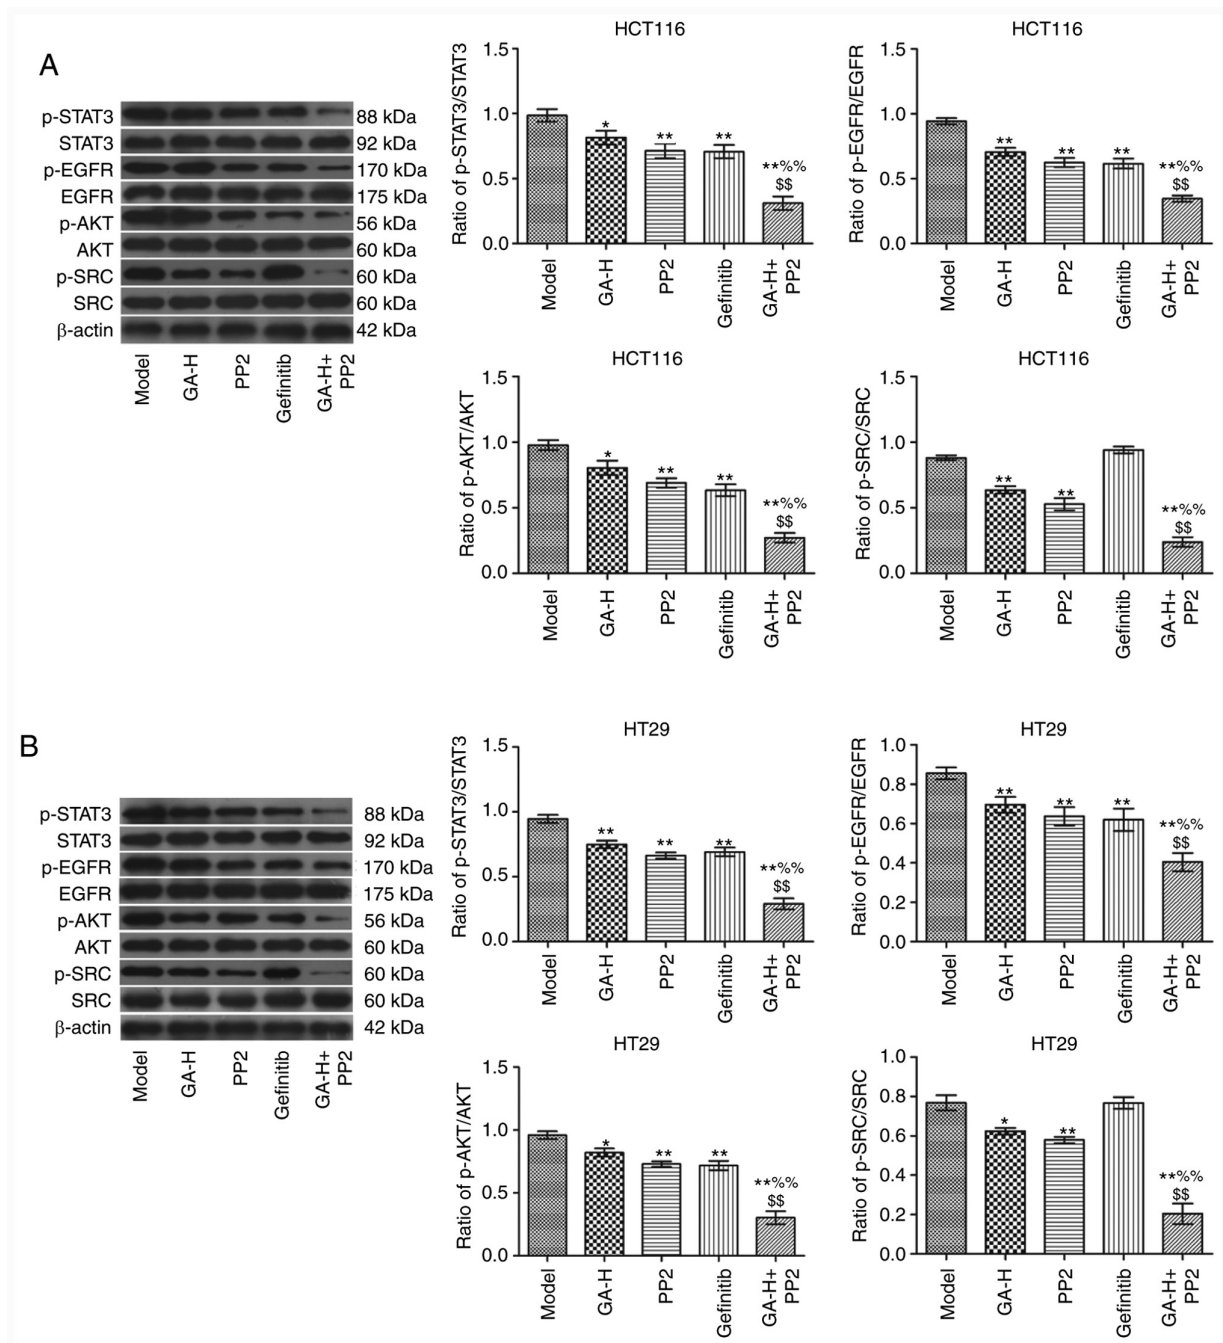 A
p-STAT3 88 kDa
STAT3 92 kDa
p-EGFR 170 kDa
EGFR 175 kDa
p-AKT 56 kDa
AKT 60 kDa
p-SRC 60 kDa
SRC 60 kDa
β-actin 42 kDa
Model
GA-H
PP2
Gefinitib
GA-H+
PP2
HCT116
Ratio of p-STAT3/STAT3
1.5
1.0
0.5
0.0
*
**
**
**%%
$$
Model
GA-H
PP2
Gefinitib
GA-H+
PP2
HCT116
Ratio of p-EGFR/EGFR
1.5
1.0
0.5
0.0
**
**
**
**%%
$$
Model
GA-H
PP2
Gefinitib
GA-H+
PP2
HCT116
Ratio of p-AKT/AKT
1.5
1.0
0.5
0.0
*
**
**
**%%
$$
Model
GA-H
PP2
Gefinitib
GA-H+
PP2
HCT116
Ratio of p-SRC/SRC
1.5
1.0
0.5
0.0
**
**
**%%
$$
Model
GA-H
PP2
Gefinitib
GA-H+
PP2
B
p-STAT3 88 kDa
STAT3 92 kDa
p-EGFR 170 kDa
EGFR 175 kDa
p-AKT 56 kDa
AKT 60 kDa
p-SRC 60 kDa
SRC 60 kDa
β-actin 42 kDa
Model
GA-H
PP2
Gefinitib
GA-H+
PP2
HT29
Ratio of p-STAT3/STAT3
1.5
1.0
0.5
0.0
**
**
**
**%%
$$
Model
GA-H
PP2
Gefinitib
GA-H+
PP2
HT29
Ratio of p-EGFR/EGFR
1.0
0.8
0.6
0.4
0.2
0.0
**
**
**
**%%
$$
Model
GA-H
PP2
Gefinitib
GA-H+
PP2
HT29
Ratio of p-AKT/AKT
1.5
1.0
0.5
0.0
*
**
**
**%%
$$
Model
GA-H
PP2
Gefinitib
GA-H+
PP2
HT29
Ratio of p-SRC/SRC
1.0
0.8
0.6
0.4
0.2
0.0
*
**
**%%
$$
Model
GA-H
PP2
Gefinitib
GA-H+
PP2